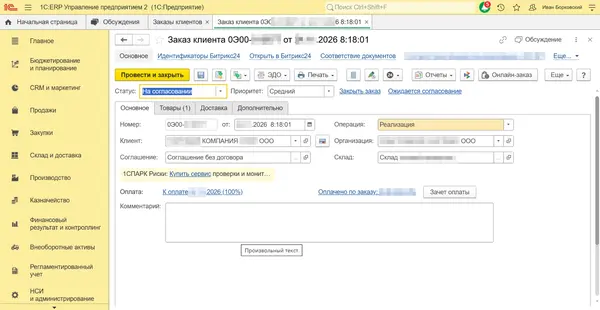 1С:ERP Управление предприятием 2 (1С:Предприятие)
Поиск Ctrl+Shift+F
Иван Борковский
Начальная страница
Обсуждения
Заказы клиентов
Заказ клиента 0Э00- от .2026 8:18:01
Главное
Бюджетирование и планирование
CRM и маркетинг
Продажи
Закупки
Склад и доставка
Производство
Казначейство
Финансовый результат и контроллинг
Внеоборотные активы
Регламентированный учет
НСИ и администрирование
Заказ клиента 0Э00- от .2026 8:18:01
Обсуждение
Основное
Идентификаторы Битрикс24
Открыть в Битрикс24
Соответствие документов
Еще...
Провести и закрыть
ЭДО
Печать
Отчеты
Онлайн-заказ
Еще
Статус: На согласовании
Приоритет: Средний
Закрыть заказ
Ожидается согласование
Основное
Товары (1)
Доставка
Дополнительно
Номер: 0Э00-
от: .2026 8:18:01
Операция: Реализация
Клиент: КОМПАНИЯ ООО
Организация: ООО
Соглашение: Соглашение без договора
Склад: Склад
1СПАРК Риски: Купить сервис проверки и монит...
Оплата: К оплате .2026 (100%)
Оплачено по заказу:
Зачет оплаты
Комментарий:
Произвольный текст